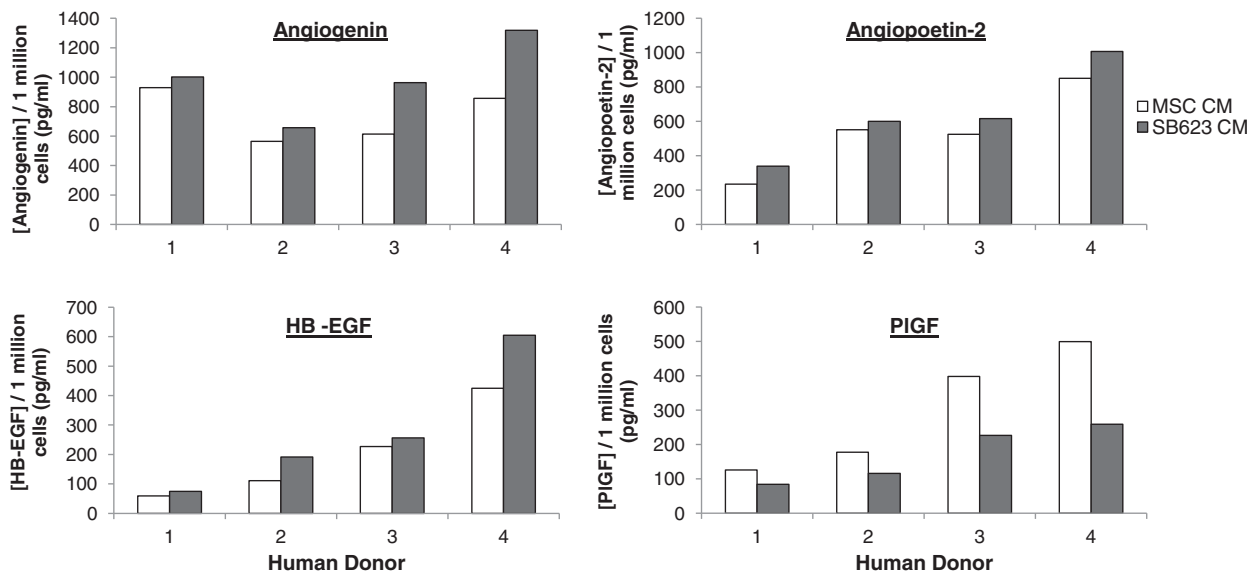 Angiogenin
[Angiogenin] / 1 million
cells (pg/ml)
1400
1200
1000
800
600
400
200
0
1 2 3 4
Angiopoetin-2
[Angiopoetin-2] / 1
million cells (pg/ml)
1200
1000
800
600
400
200
0
1 2 3 4
MSC CM
SB623 CM
HB -EGF
[HB-EGF] / 1 million
cells (pg/ml)
700
600
500
400
300
200
100
0
1 2 3 4
Human Donor
PlGF
[PlGF] / 1 million cells
(pg/ml)
600
500
400
300
200
100
0
1 2 3 4
Human Donor